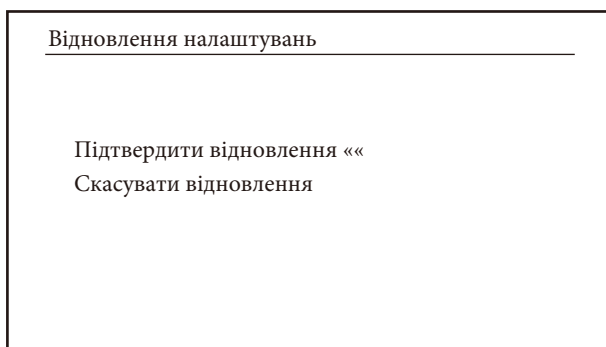 Відновлення налаштувань
Підтвердити відновлення ««
Скасувати відновлення